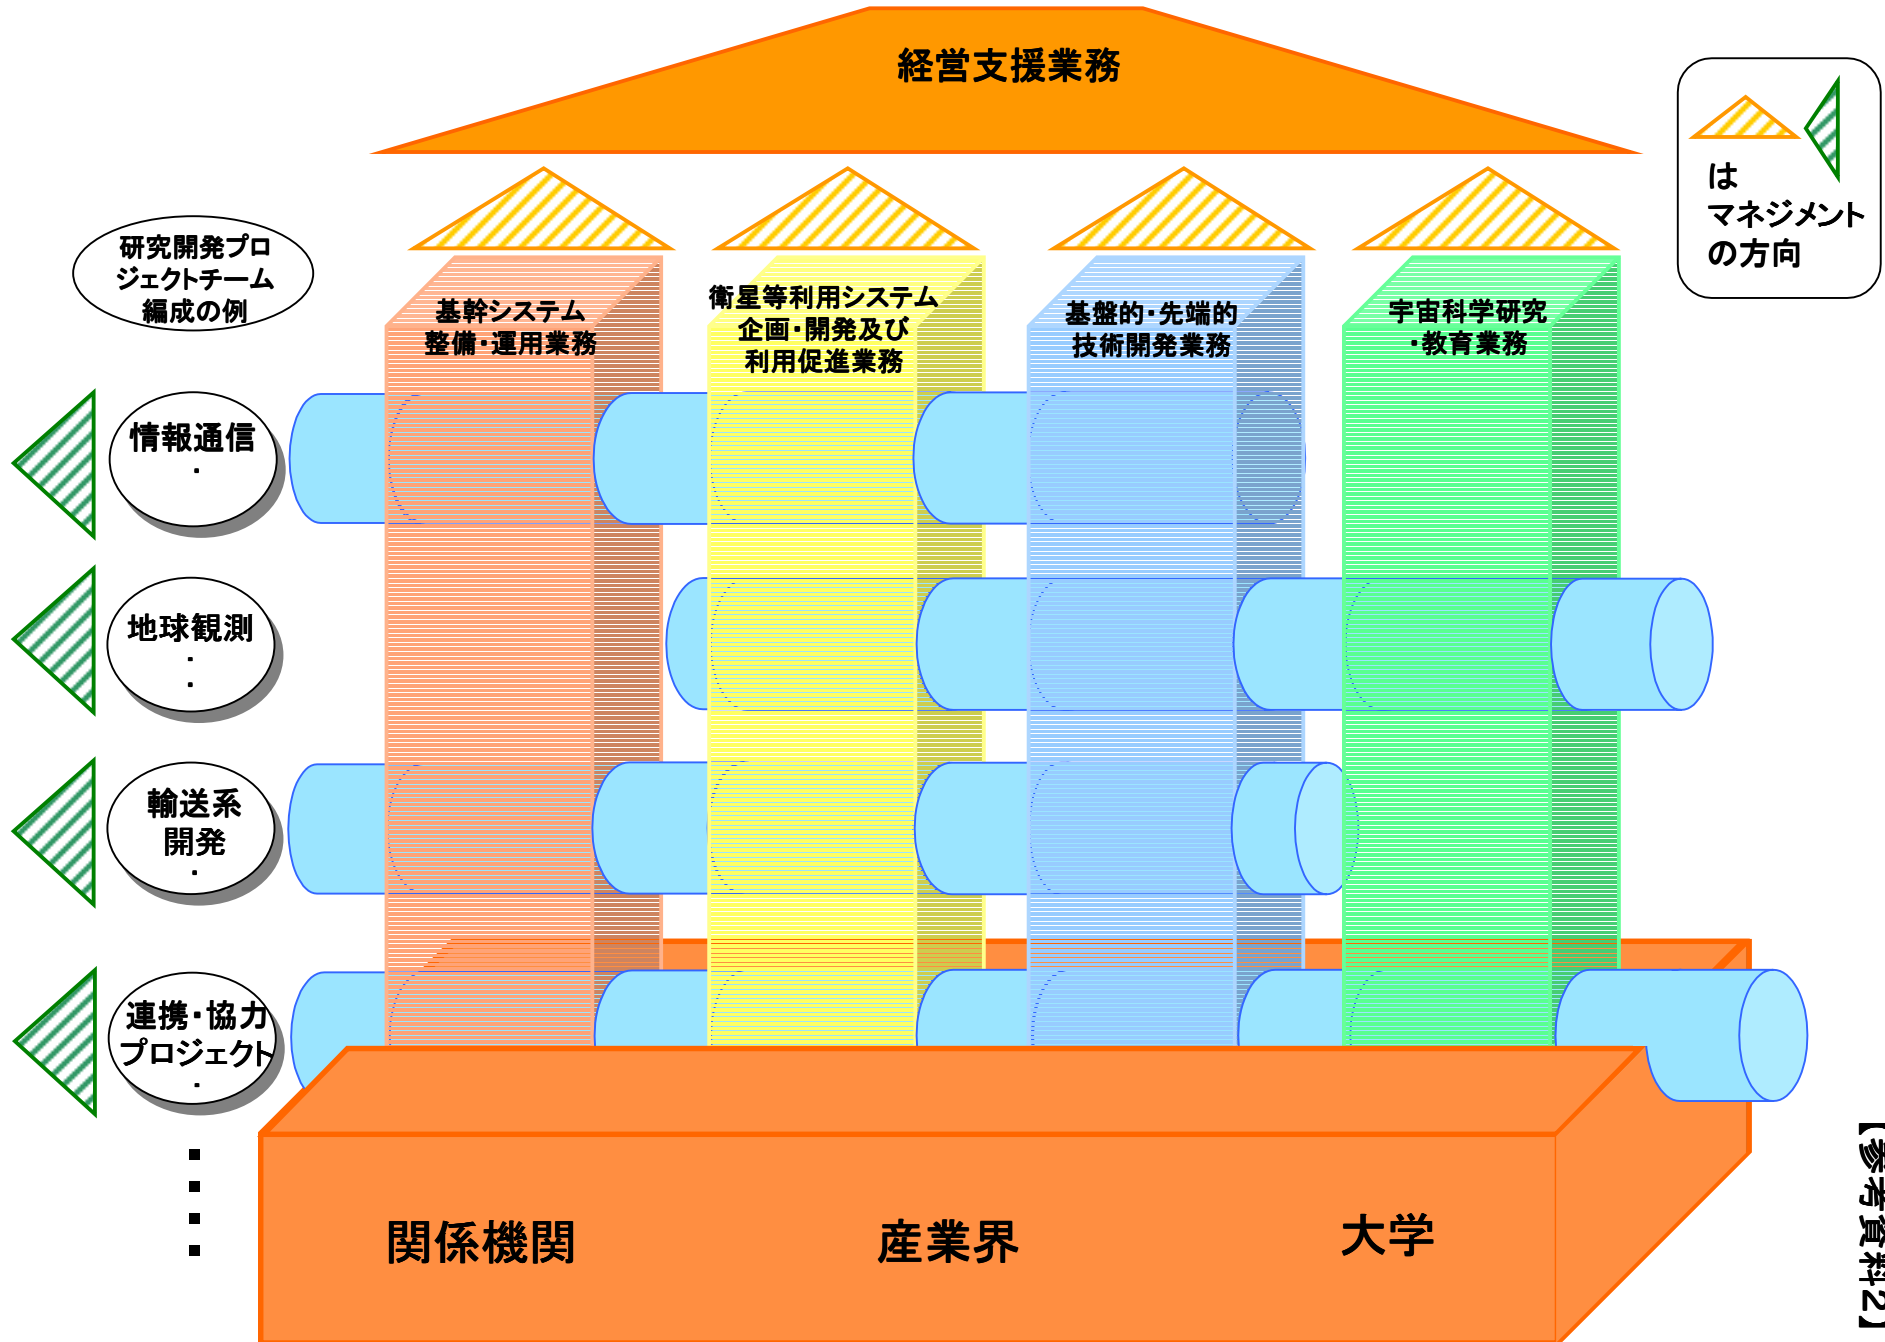 経営支援業務
は
マネジメント
の方向
研究開発プロ
ジェクトチーム
編成の例
基幹システム
整備・運用業務
衛星等利用システム
企画・開発及び
利用促進業務
基盤的・先端的
技術開発業務
宇宙科学研究
・教育業務
情報通信
・
地球観測
・
・
輸送系
開発
・
連携・協力
プロジェクト
・
関係機関
産業界
大学
【参考資料2】